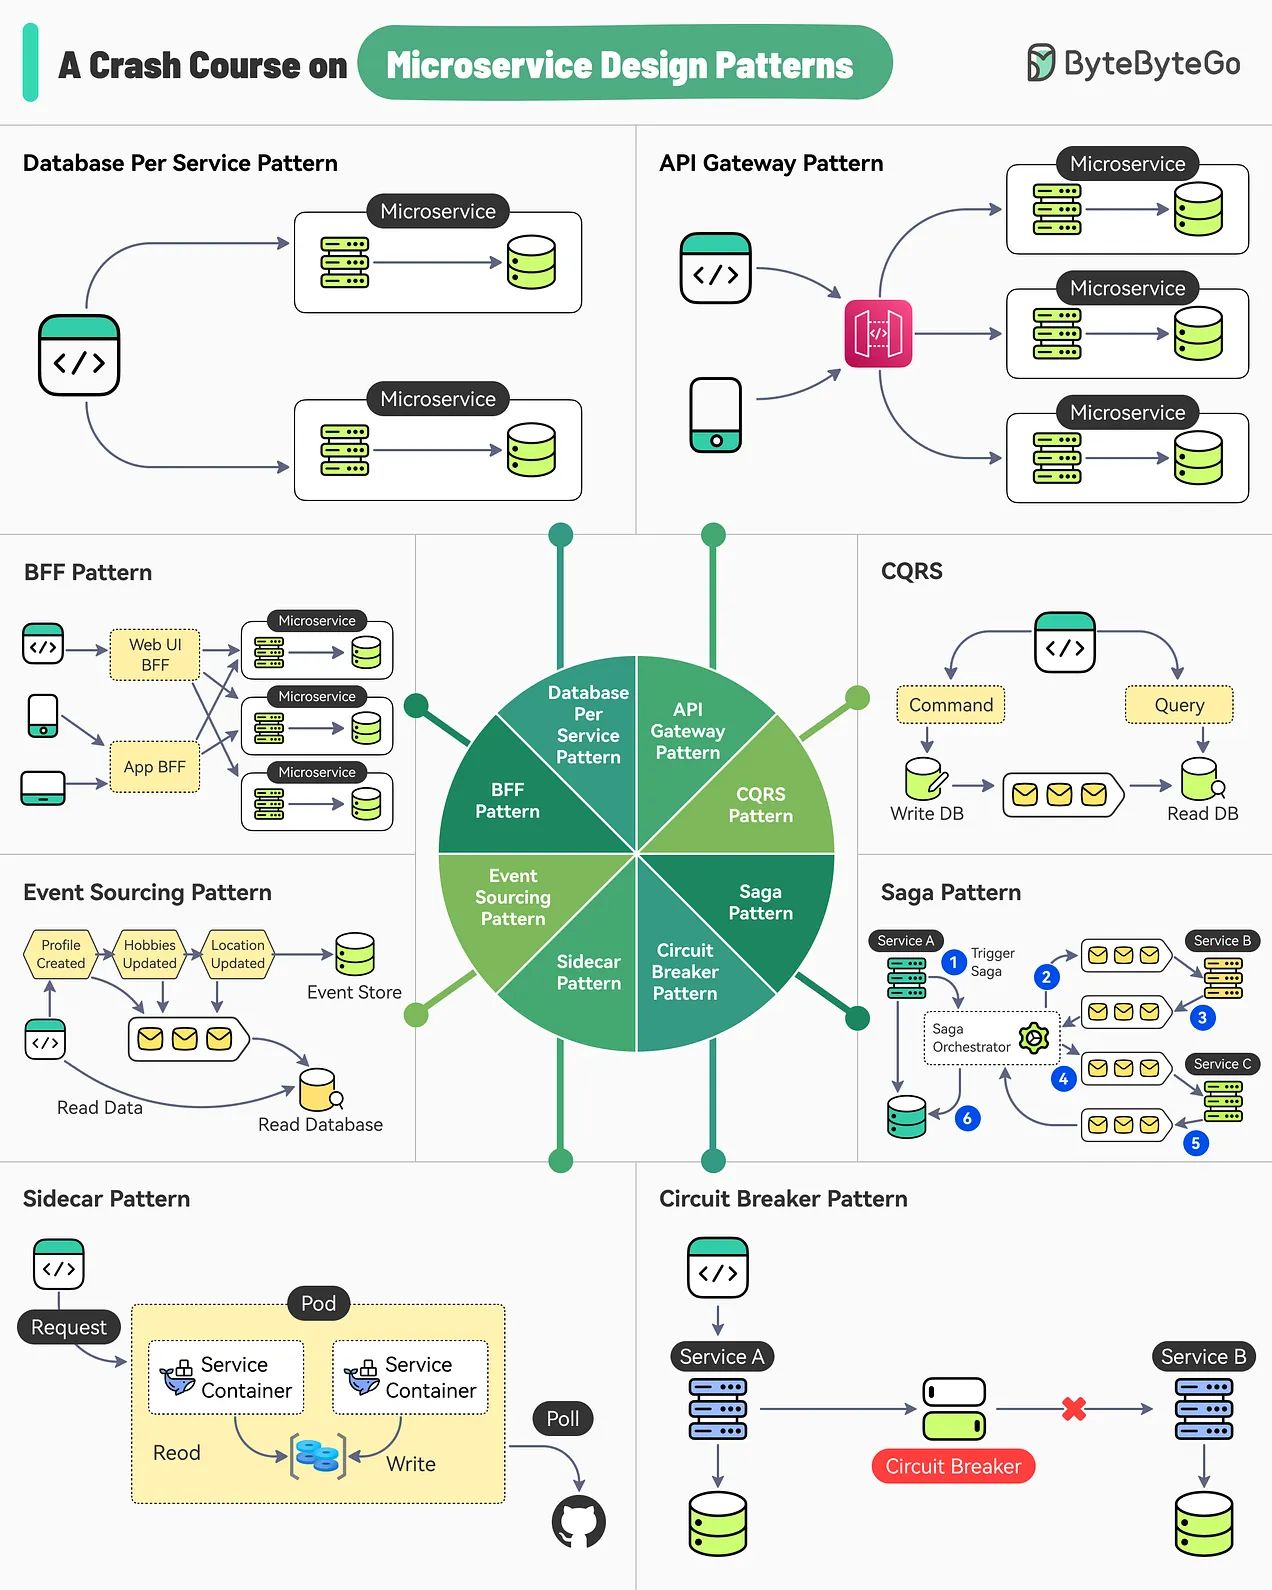 A Crash Course on Microservice Design Patterns
ByteByteGo
Database Per Service Pattern
Microservice
</>
Microservice
API Gateway Pattern
Microservice
</>
Microservice
</>
Microservice
BFF Pattern
Microservice
</>
Web UI
BFF
Microservice
App BFF
Microservice
CQRS
</>
Command
Query
Write DB
Read DB
Database
Per
Service
Pattern
API
Gateway
Pattern
BFF
Pattern
CQRS
Pattern
Event
Sourcing
Pattern
Saga
Pattern
Sidecar
Pattern
Circuit
Breaker
Pattern
Event Sourcing Pattern
Profile
Created
Hobbies
Updated
Location
Updated
Event Store
</>
Read Data
Read Database
Saga Pattern
Service A
1
Trigger
Saga
2
Service B
3
Saga
Orchestrator
4
Service C
6
5
Sidecar Pattern
</>
Request
Pod
Service
Container
Service
Container
Reod
Write
Poll
Circuit Breaker Pattern
</>
Service A
Service B
Circuit Breaker